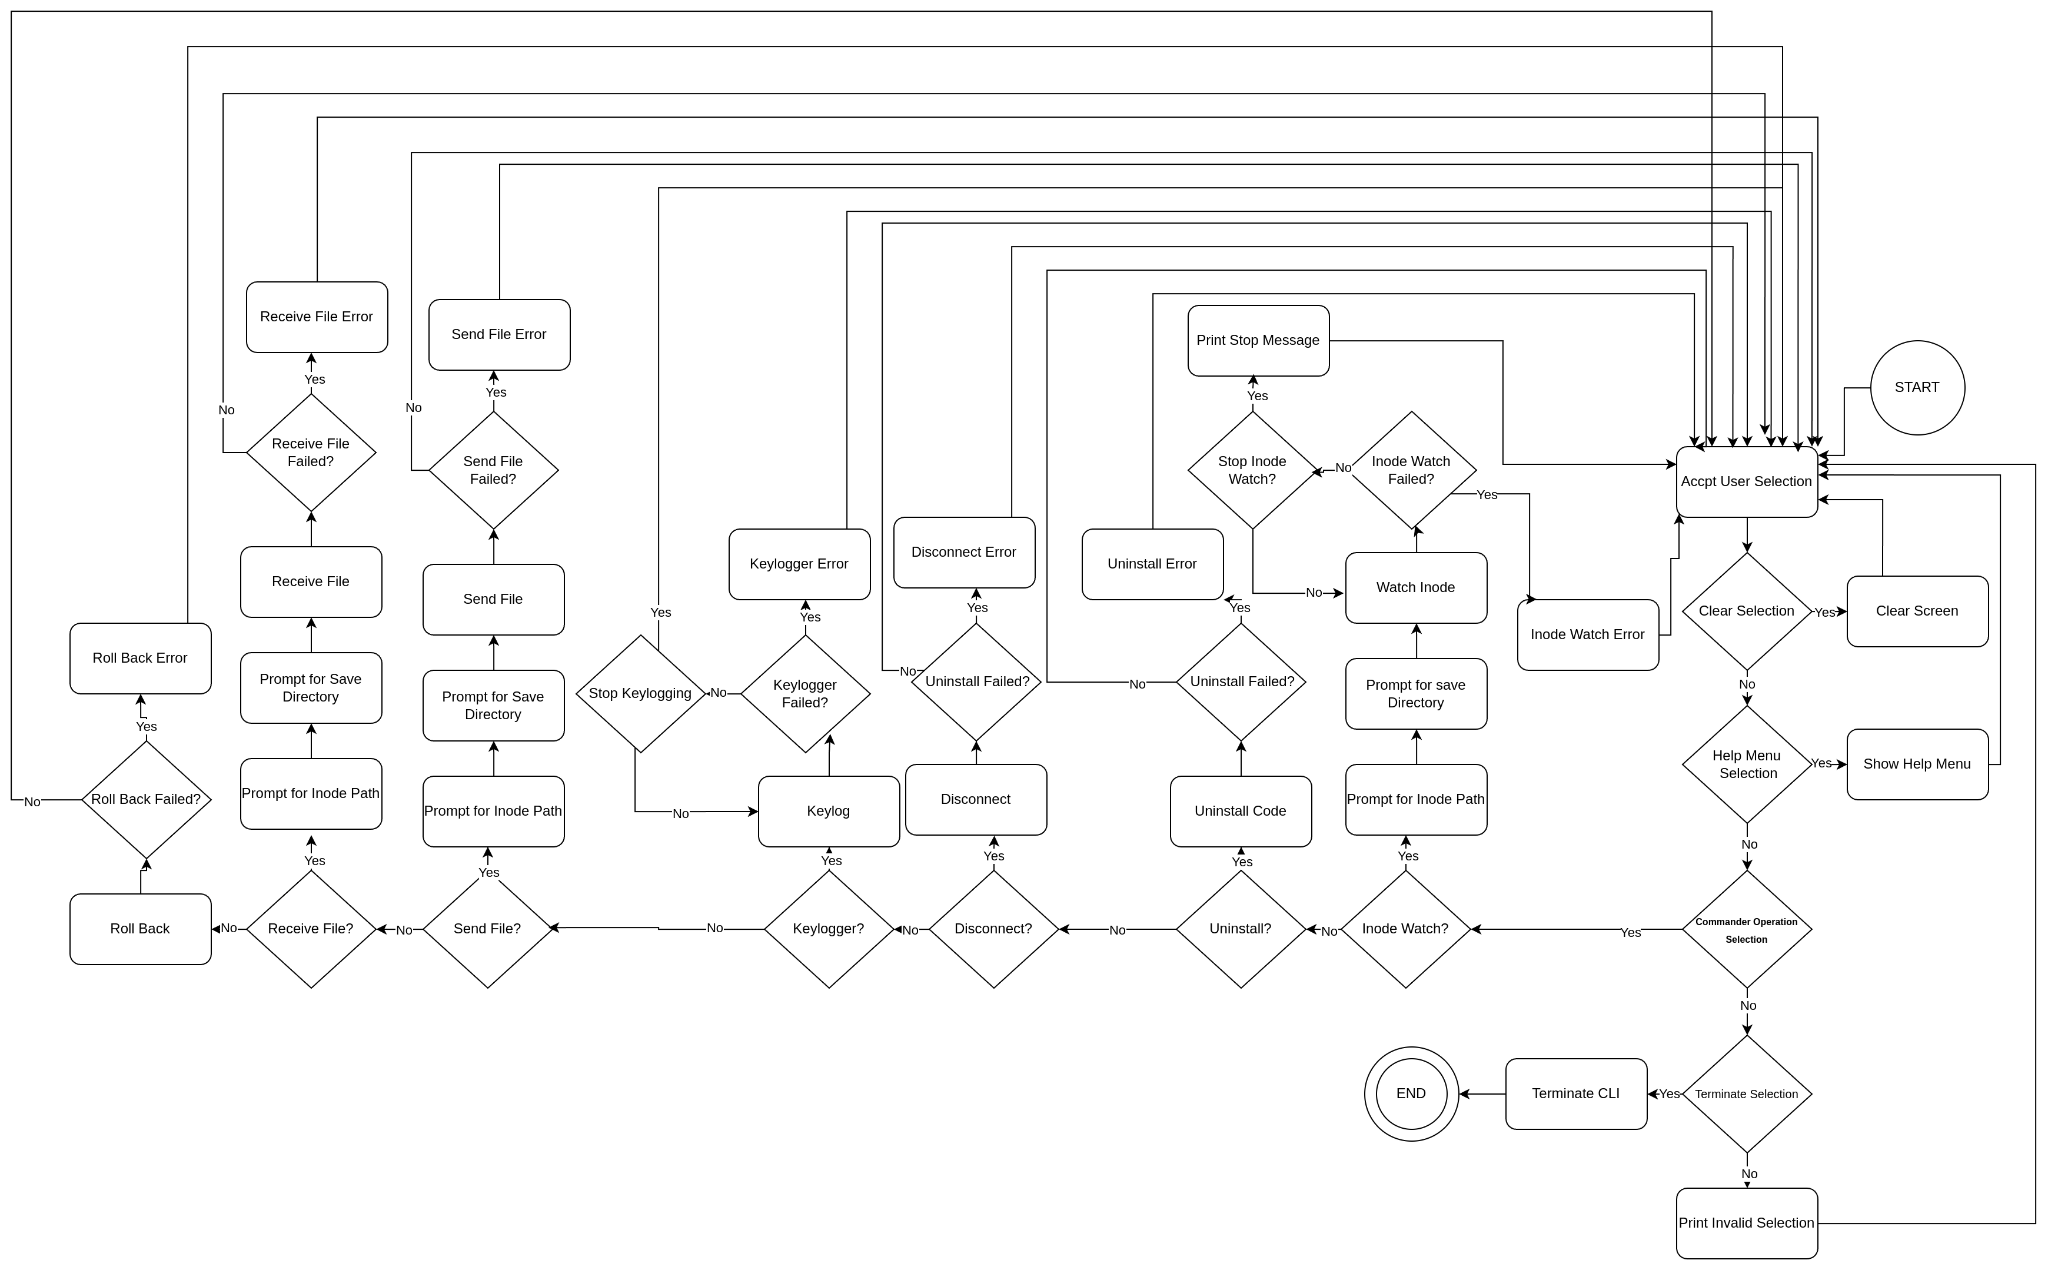 Receive File Error
Send File Error
Print Stop Message
START
Yes
Yes
Yes
No
No
Receive File
Failed?
Send File
Failed?
Stop Inode
Watch?
No
Inode Watch
Failed?
Yes
Accpt User Selection
Receive File
Send File
Keylogger Error
Disconnect Error
Uninstall Error
Watch Inode
No
Yes
Yes
Yes
Yes
Inode Watch Error
Clear Selection
Yes
Clear Screen
Roll Back Error
Prompt for Save
Directory
Prompt for Save
Directory
Stop Keylogging
No
Keylogger
Failed?
No
Uninstall Failed?
No
Uninstall Failed?
Prompt for save
Directory
No
Yes
Roll Back Failed?
No
Prompt for Inode Path
Prompt for Inode Path
No
Keylog
Disconnect
Uninstall Code
Prompt for Inode Path
Help Menu
Selection
Yes
Show Help Menu
Yes
Yes
Yes
Yes
Yes
Yes
No
Roll Back
No
Receive File?
No
Send File?
No
Keylogger?
No
Disconnect?
No
Uninstall?
No
Inode Watch?
Yes
Commander Operation
Selection
No
END
Terminate CLI
Yes
Terminate Selection
No
Print Invalid Selection